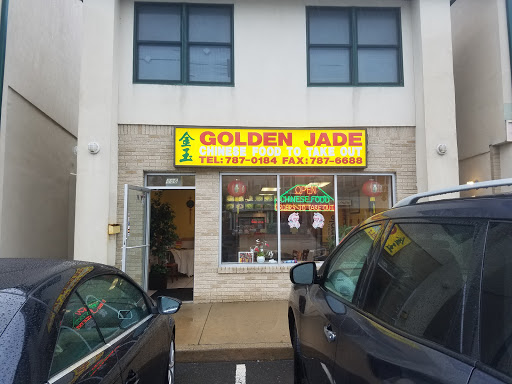 金玉
GOLDEN JADE
CHINESE FOOD TO TAKE OUT
TEL:787-0184 FAX:787-6688
OPEN
CHINESE FOOD